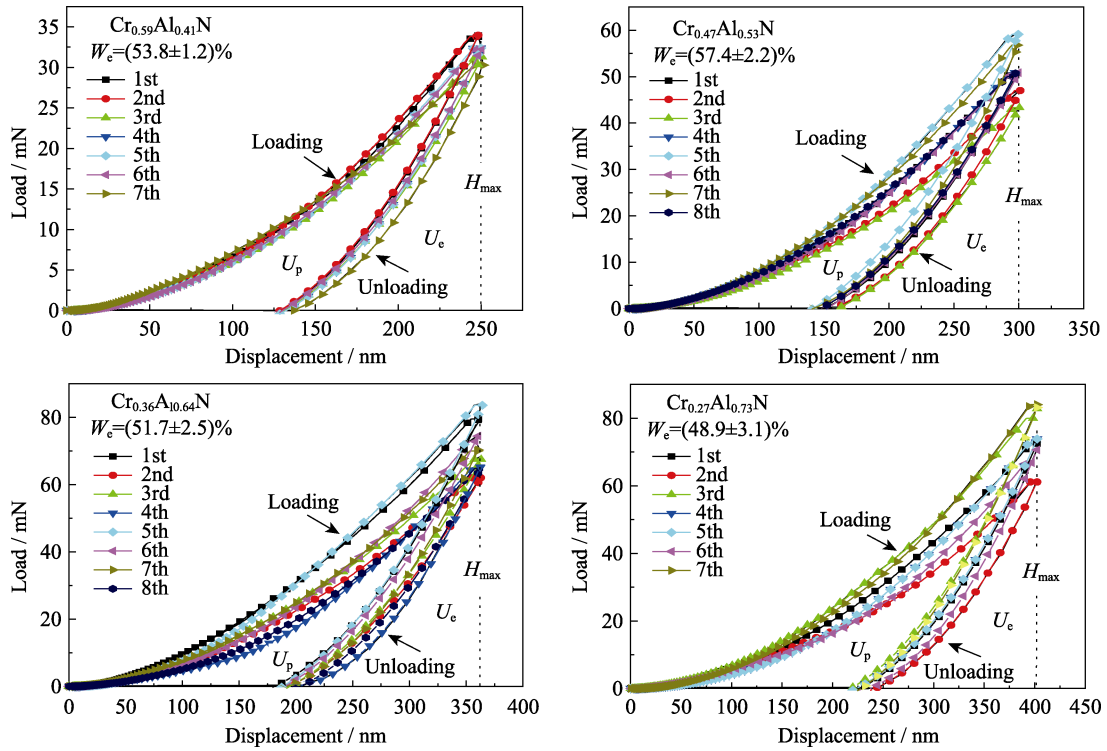 Cr0.59Al0.41N
We=(53.8±1.2)%
1st
2nd
3rd
4th
5th
6th
7th
Loading
Hmax
Ue
Up
Unloading
35
30
25
20
15
10
5
0
Load / mN
0 50 100 150 200 250
Displacement / nm
Cr0.47Al0.53N
We=(57.4±2.2)%
1st
2nd
3rd
4th
5th
6th
7th
8th
Loading
Hmax
Ue
Up
Unloading
60
50
40
30
20
10
0
Load / mN
0 50 100 150 200 250 300 350
Displacement / nm
Cr0.36Al0.64N
We=(51.7±2.5)%
1st
2nd
3rd
4th
5th
6th
7th
8th
Loading
Hmax
Ue
Up
Unloading
80
60
40
20
0
Load / mN
0 50 100 150 200 250 300 350 400
Displacement / nm
Cr0.27Al0.73N
We=(48.9±3.1)%
1st
2nd
3rd
4th
5th
6th
7th
Loading
Hmax
Ue
Up
Unloading
80
60
40
20
0
Load / mN
0 50 100 150 200 250 300 350 400 450
Displacement / nm